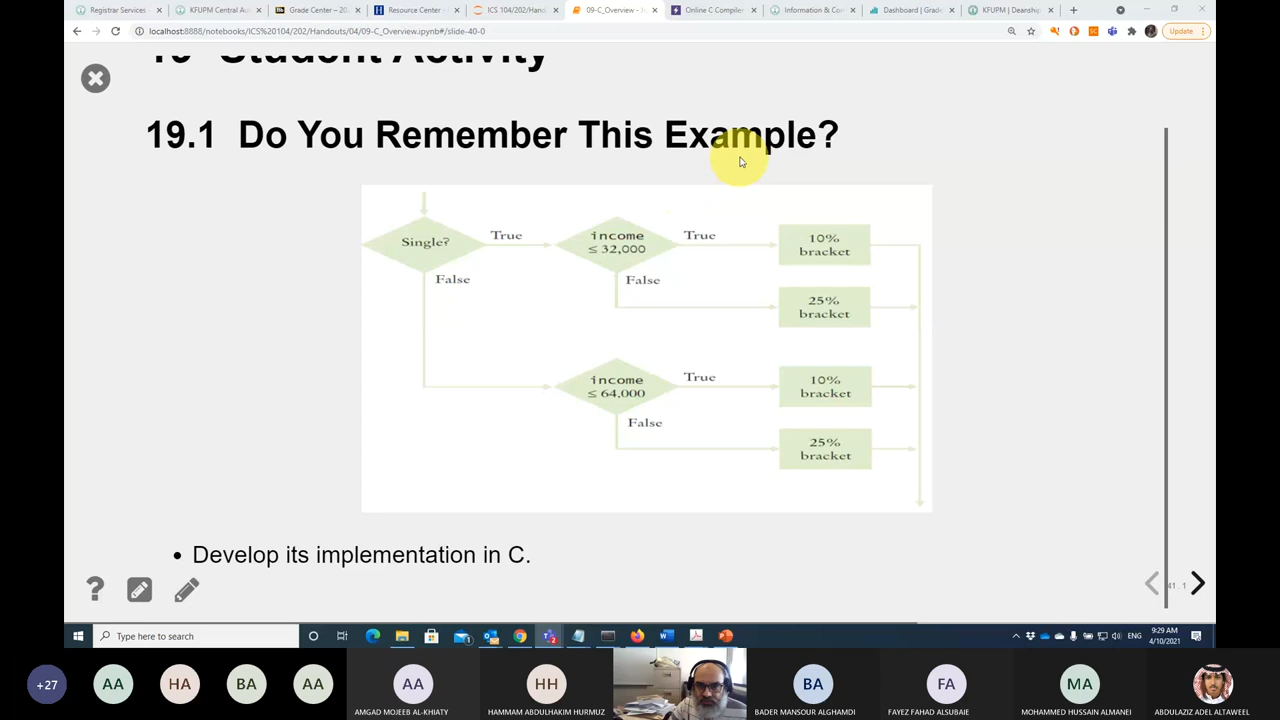 Registrar Services -
KFUPM Central Au
Grade Center – 20
Resource Center -
ICS 104/202/Hand
09-C_Overview - J
Online C Compiler
Information & Co
Dashboard | Grad
KFUPM | Deanship
localhost:8888/notebooks/ICS%20104/202/Handouts/04/09-C_Overview.ipynb#/slide-40-0
Update
19 Student Activity
19.1 Do You Remember This Example?
Single?
True
income
≤ 32,000
True
10%
bracket
False
False
25%
bracket
income
≤ 64,000
True
10%
bracket
False
25%
bracket
• Develop its implementation in C.
41.1
Type here to search
ENG
9:29 AM
4/10/2021
+27
AA
HA
BA
AA
AA
HH
BA
FA
MA
AMGAD MOJEEB AL-KHIATY
HAMMAM ABDULHAKIM HURMUZ
BADER MANSOUR ALGHAMDI
FAYEZ FAHAD ALSUBAIE
MOHAMMED HUSSAIN ALMANEI
ABDULAZIZ ADEL ALTAWEEL